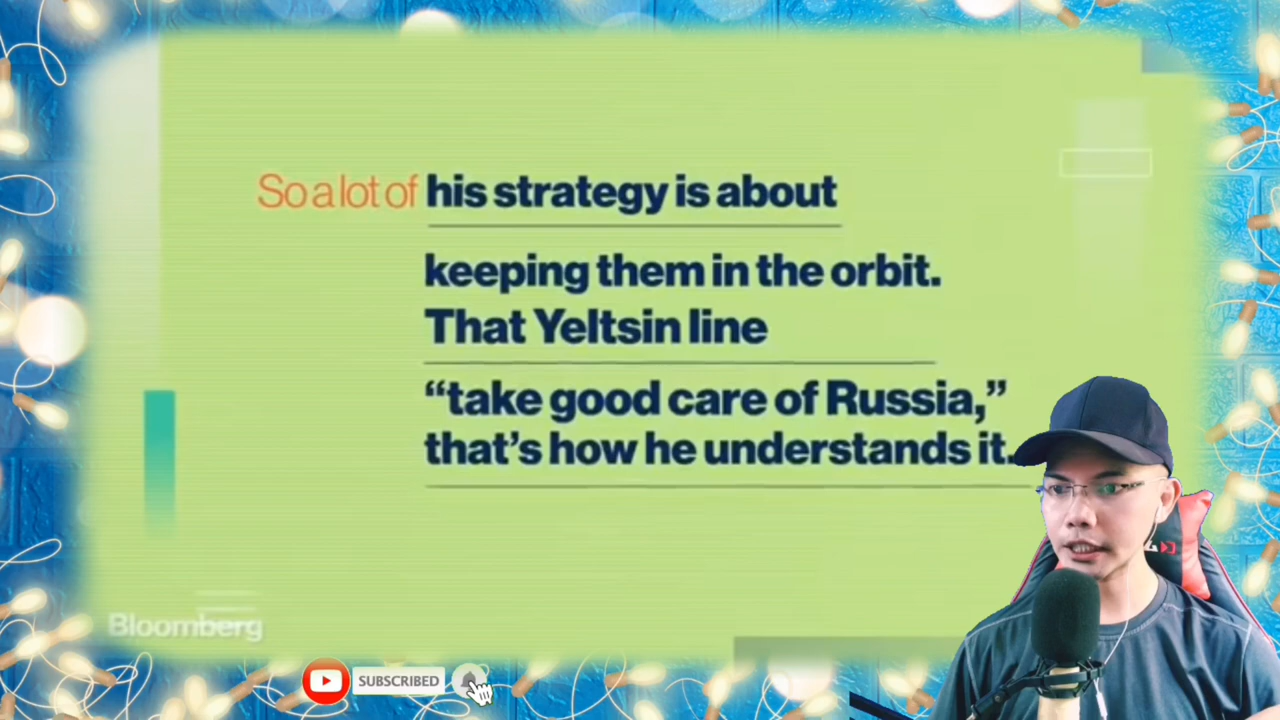 So a lot of his strategy is about
keeping them in the orbit.
That Yeltsin line
“take good care of Russia,”
that’s how he understands it.
Bloomberg
SUBSCRIBED